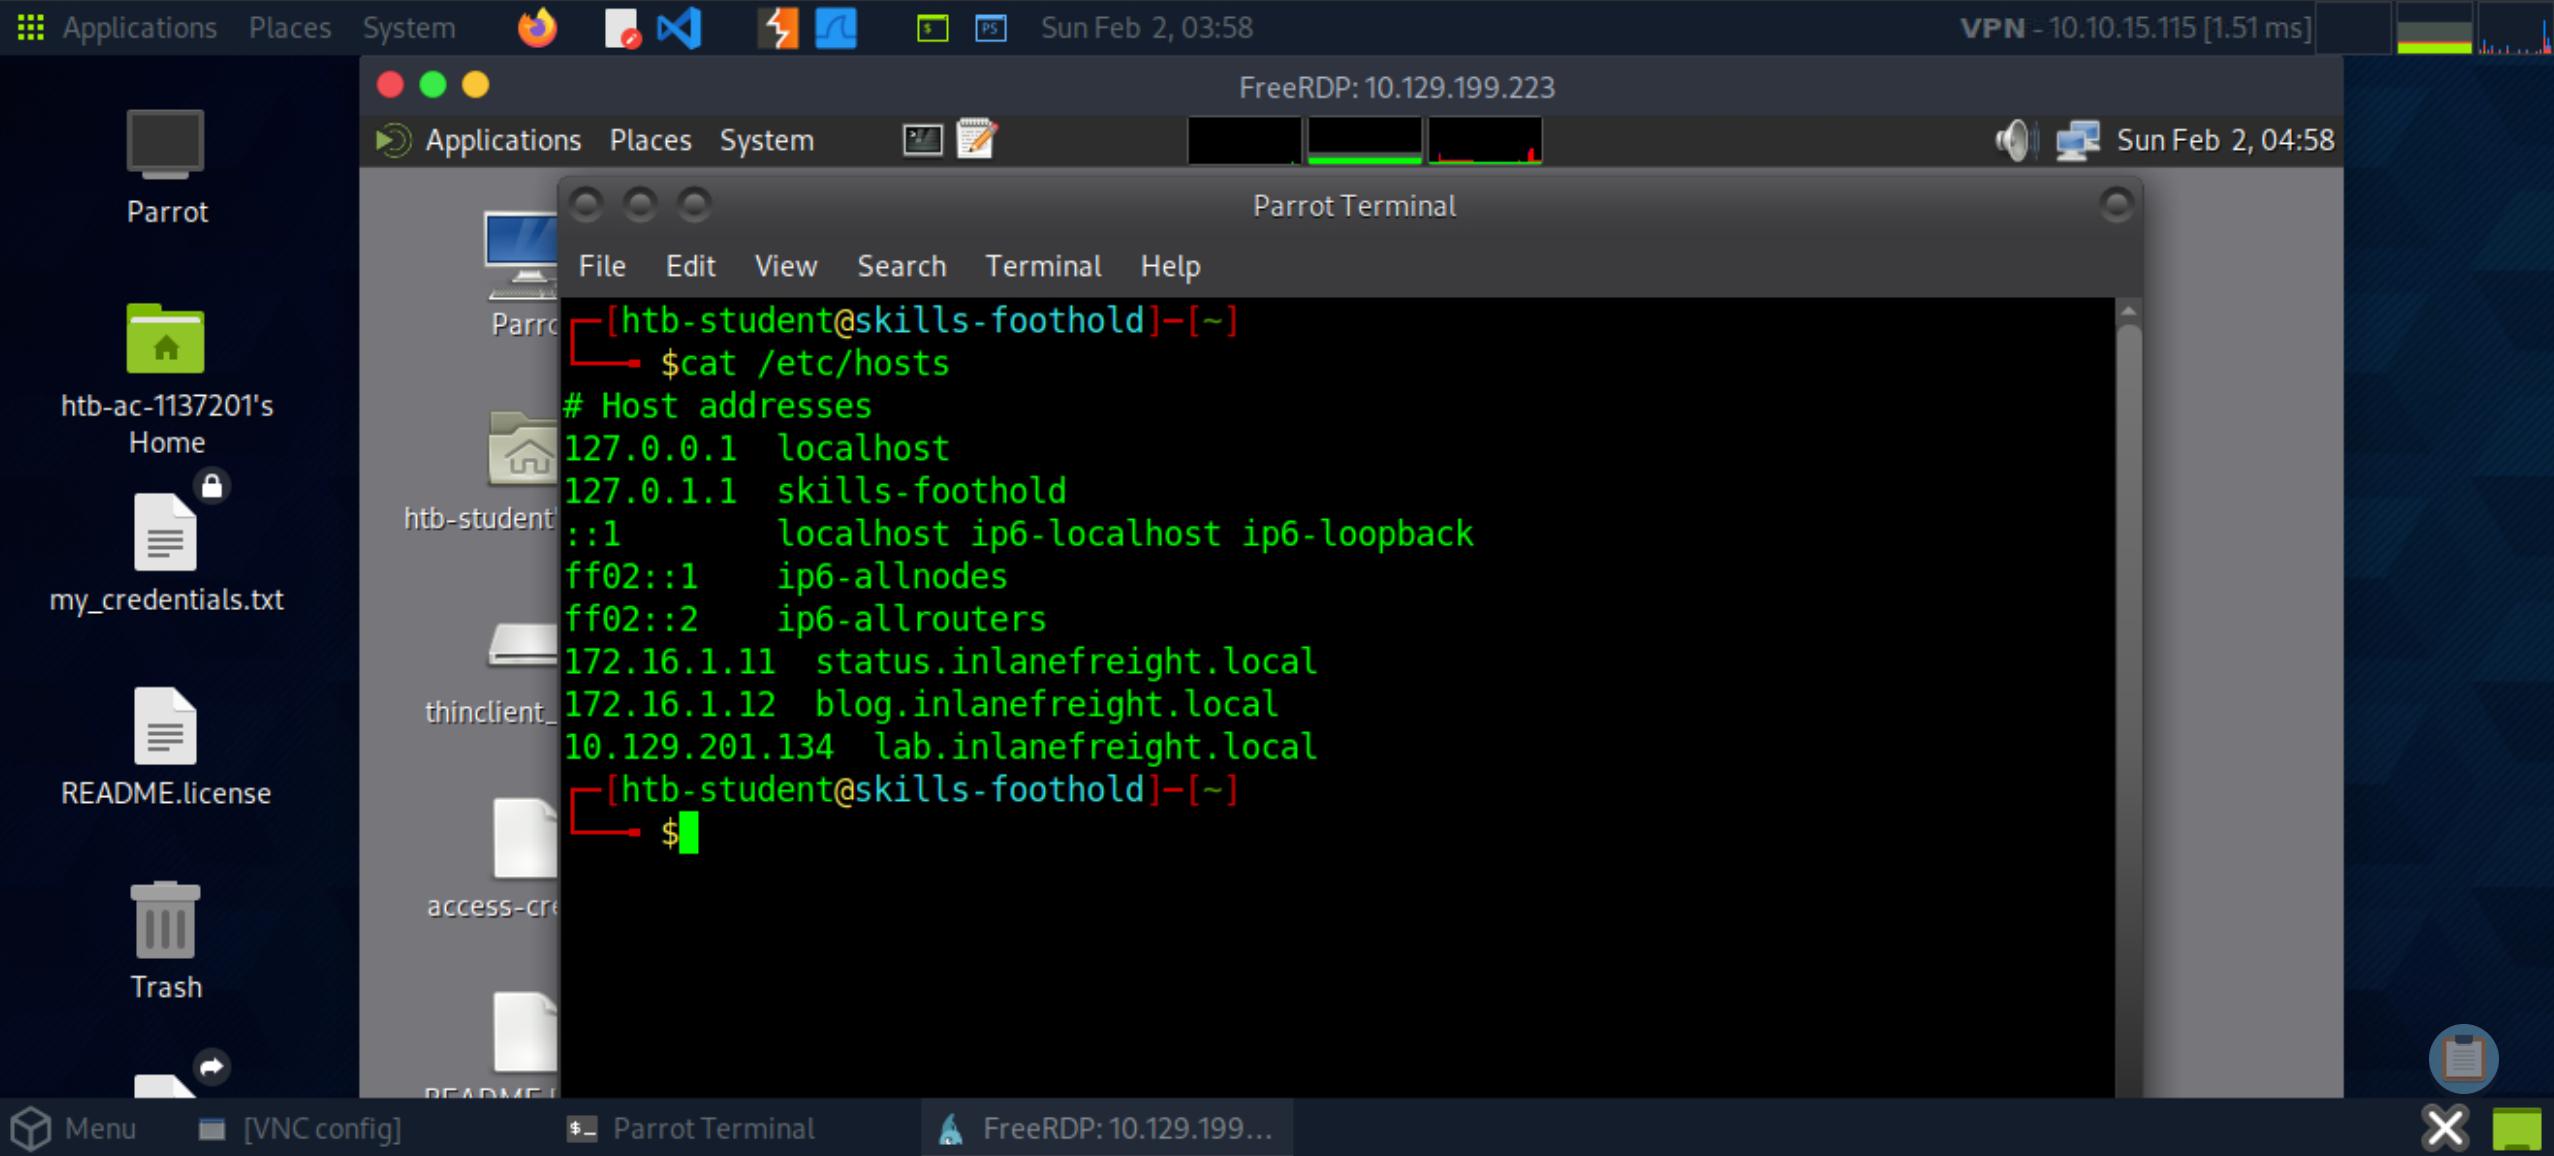 Applications Places System Sun Feb 2, 03:58 VPN - 10.10.15.115 [1.51 ms]
FreeRDP: 10.129.199.223
Applications Places System Sun Feb 2, 04:58
Parrot
htb-ac-1137201's
Home
my_credentials.txt
README.license
Trash
Parro
htb-student'
thinclient_
access-cre
Parrot Terminal
File Edit View Search Terminal Help
┌─[htb-student@skills-foothold]─[~]
└──╼ $cat /etc/hosts
# Host addresses
127.0.0.1 localhost
127.0.1.1 skills-foothold
::1 localhost ip6-localhost ip6-loopback
ff02::1 ip6-allnodes
ff02::2 ip6-allrouters
172.16.1.11 status.inlanefreight.local
172.16.1.12 blog.inlanefreight.local
10.129.201.134 lab.inlanefreight.local
┌─[htb-student@skills-foothold]─[~]
└──╼ $
Menu [VNC config] Parrot Terminal FreeRDP: 10.129.199...